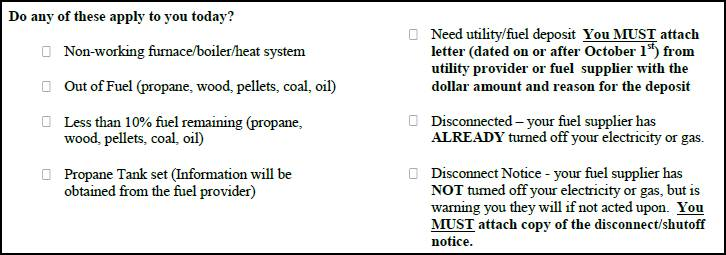 Do any of these apply to you today?
☐ Non-working furnace/boiler/heat system
☐ Out of Fuel (propane, wood, pellets, coal, oil)
☐ Less than 10% fuel remaining (propane,
wood, pellets, coal, oil)
☐ Propane Tank set (Information will be
obtained from the fuel provider)
☐ Need utility/fuel deposit You MUST attach
letter (dated on or after October 1st) from
utility provider or fuel supplier with the
dollar amount and reason for the deposit
☐ Disconnected – your fuel supplier has
ALREADY turned off your electricity or gas.
☐ Disconnect Notice - your fuel supplier has
NOT turned off your electricity or gas, but is
warning you they will if not acted upon. You
MUST attach copy of the disconnect/shutoff
notice.